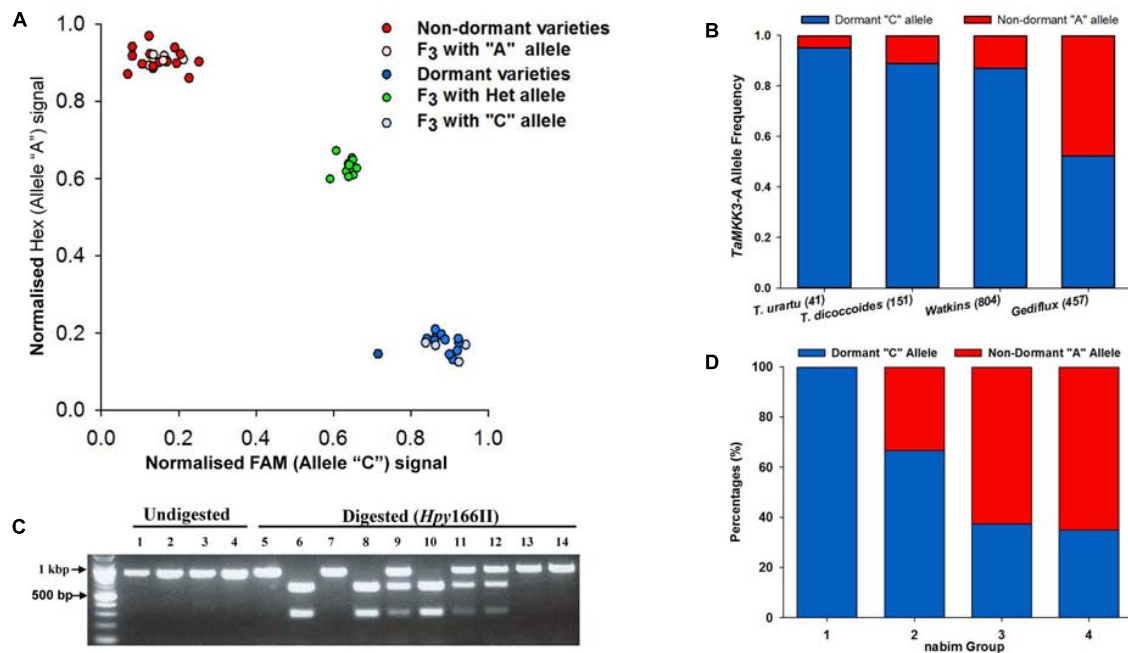 A
Normalised Hex (Allele "A") signal
1.0
0.8
0.6
0.4
0.2
0.0
Non-dormant varieties
F3 with "A" allele
Dormant varieties
F3 with Het allele
F3 with "C" allele
0.0 0.2 0.4 0.6 0.8 1.0
Normalised FAM (Allele "C") signal
B
Dormant "C" allele Non-dormant "A" allele
TaMKK3-A Allele Frequency
1.0
0.8
0.6
0.4
0.2
0.0
T. urartu (41) T. dicoccoides (151) Watkins (804) Gediflux (457)
C
Undigested Digested (Hpy166II)
1 2 3 4 5 6 7 8 9 10 11 12 13 14
1 kbp
500 bp
D
Dormant "C" Allele Non-Dormant "A" Allele
Percentages (%)
100
80
60
40
20
0
1 2 3 4
nabim Group